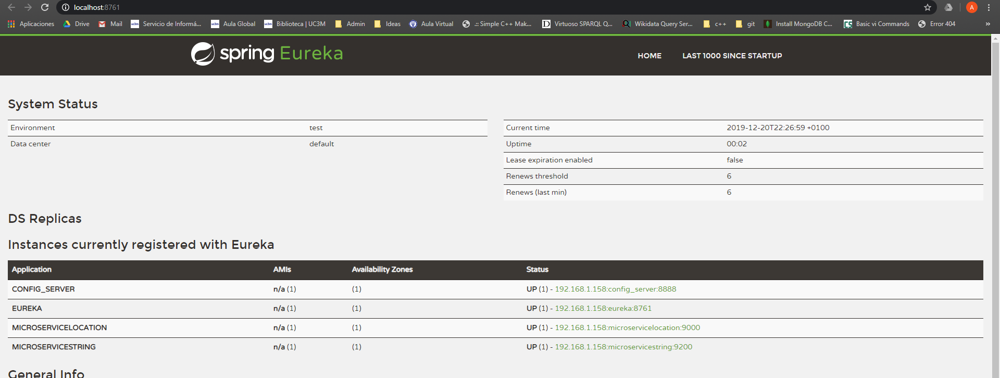 localhost:8761
Aplicaciones Drive Mail Servicio de Informá... Aula Global Biblioteca | UC3M Admin Ideas Aula Virtual .:: Simple C++ Mak... Virtuoso SPARQL Q... Wikidata Query Ser... c++ git Install MongoDB C... Basic vi Commands Error 404 »
spring Eureka HOME LAST 1000 SINCE STARTUP
System Status
Environment test
Data center default
Current time 2019-12-20T22:26:59 +0100
Uptime 00:02
Lease expiration enabled false
Renews threshold 6
Renews (last min) 6
DS Replicas
Instances currently registered with Eureka
Application AMIs Availability Zones Status
CONFIG_SERVER n/a (1) (1) UP (1) - 192.168.1.158:config_server:8888
EUREKA n/a (1) (1) UP (1) - 192.168.1.158:eureka:8761
MICROSERVICELOCATION n/a (1) (1) UP (1) - 192.168.1.158:microservicelocation:9000
MICROSERVICESTRING n/a (1) (1) UP (1) - 192.168.1.158:microservicestring:9200
General Info